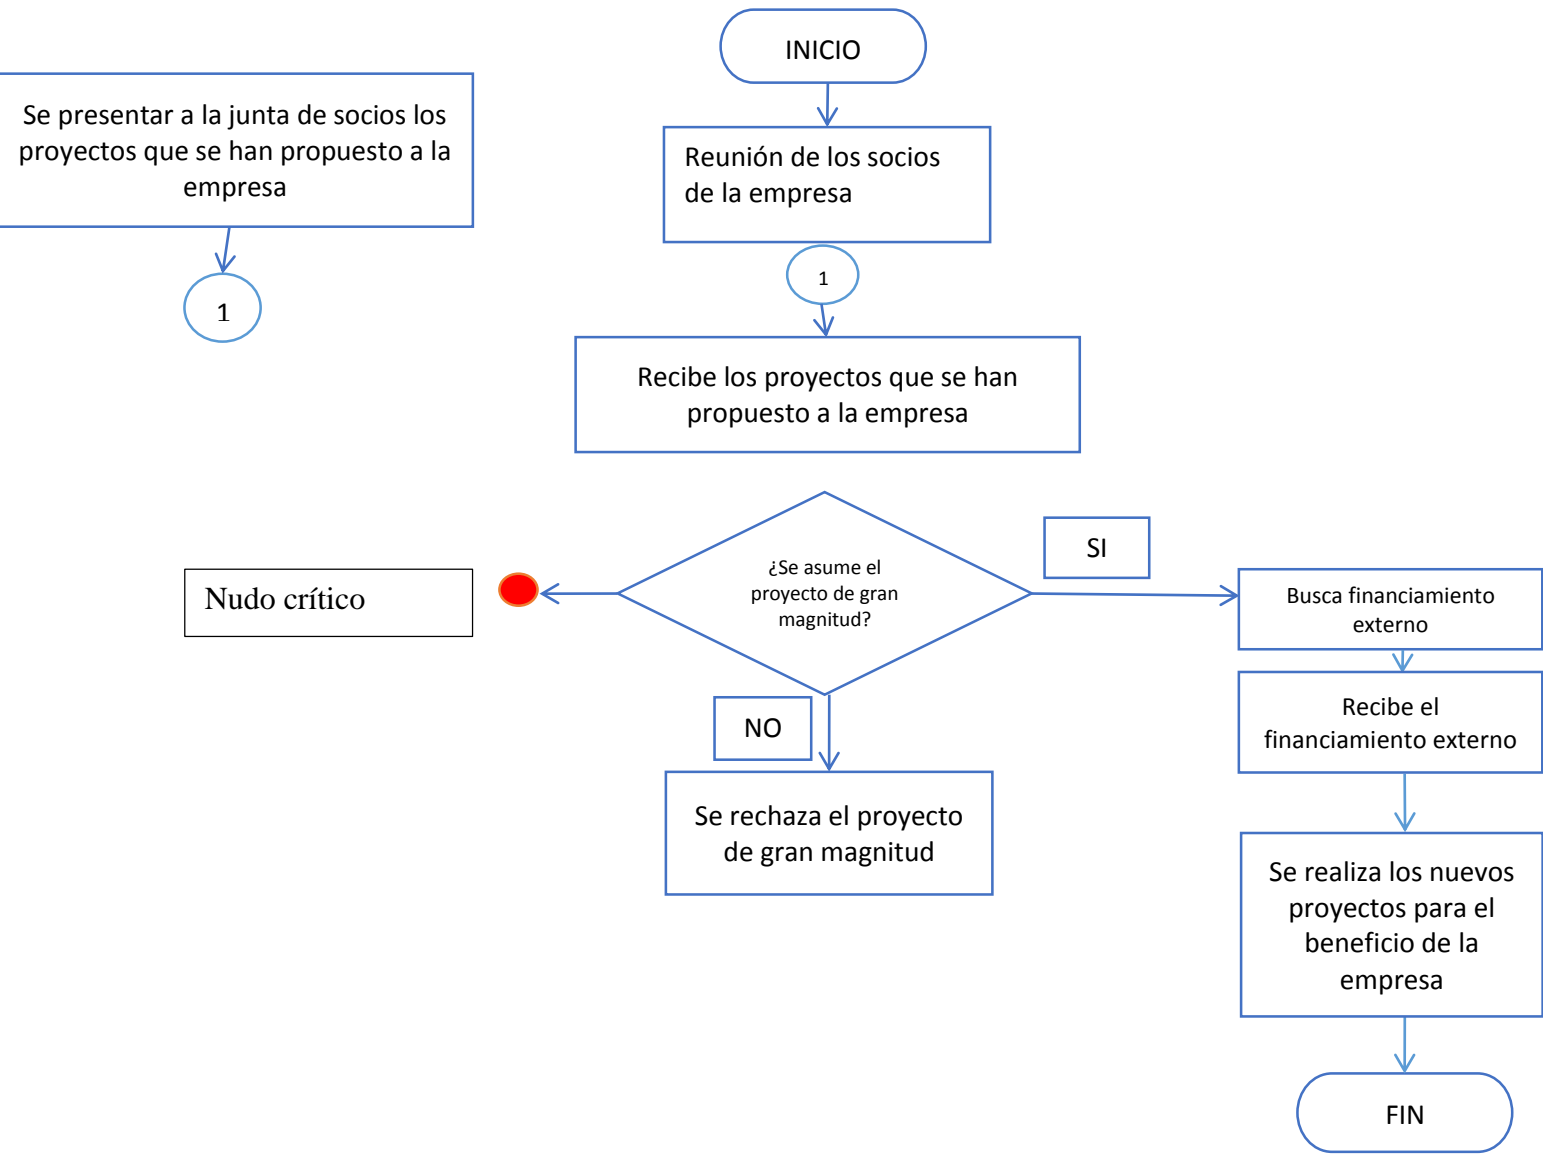 INICIO
Se presentar a la junta de socios los
proyectos que se han propuesto a la
empresa
1
Reunión de los socios
de la empresa
1
Recibe los proyectos que se han
propuesto a la empresa
¿Se asume el
proyecto de gran
magnitud?
Nudo crítico
SI
NO
Se rechaza el proyecto
de gran magnitud
Busca financiamiento
externo
Recibe el
financiamiento externo
Se realiza los nuevos
proyectos para el
beneficio de la
empresa
FIN